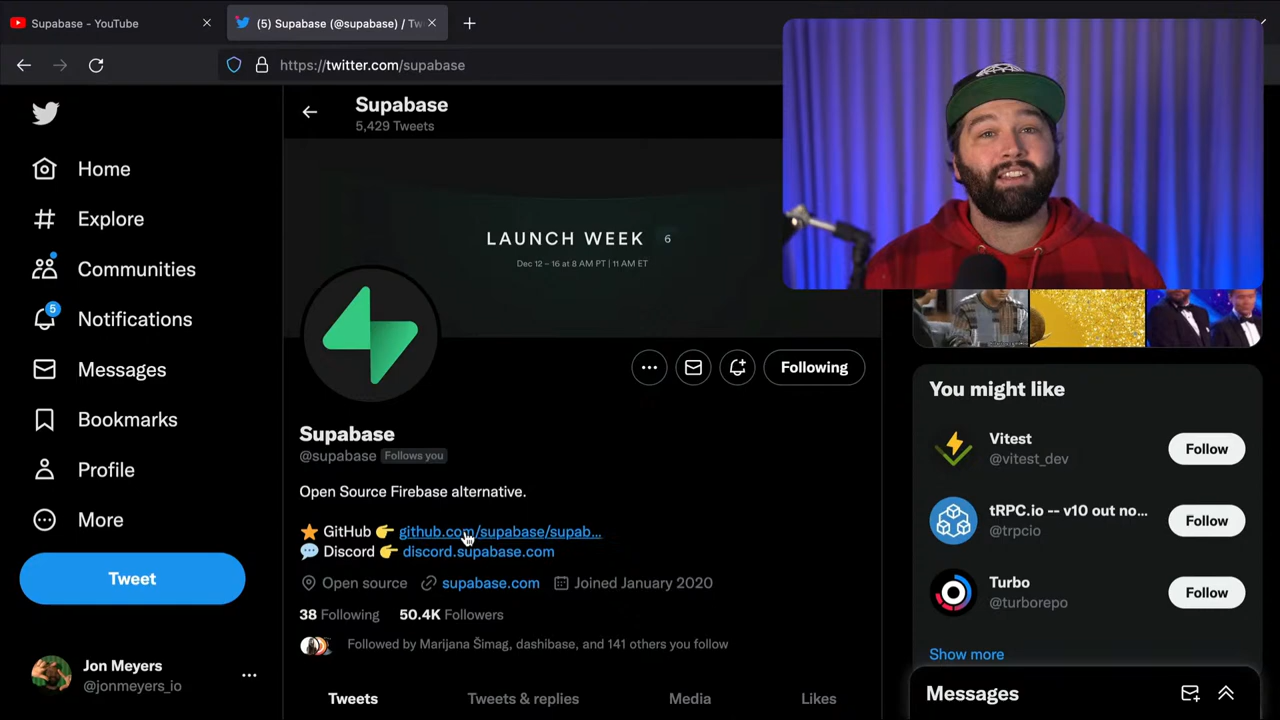 Supabase - YouTube
(5) Supabase (@supabase) / Tw
https://twitter.com/supabase
Supabase
5,429 Tweets
Home
Explore
Communities
5
Notifications
Messages
Bookmarks
Profile
More
Tweet
Jon Meyers
@jonmeyers_io
LAUNCH WEEK 6
Dec 12 – 16 at 8 AM PT | 11 AM ET
Following
Supabase
@supabase Follows you
Open Source Firebase alternative.
⭐ GitHub 👉 github.com/supabase/supab...
💬 Discord 👉 discord.supabase.com
Open source supabase.com Joined January 2020
38 Following 50.4K Followers
Followed by Marijana Šimag, dashibase, and 141 others you follow
Tweets Tweets & replies Media Likes
You might like
Vitest
@vitest_dev
Follow
tRPC.io -- v10 out no...
@trpcio
Follow
Turbo
@turborepo
Follow
Show more
Messages